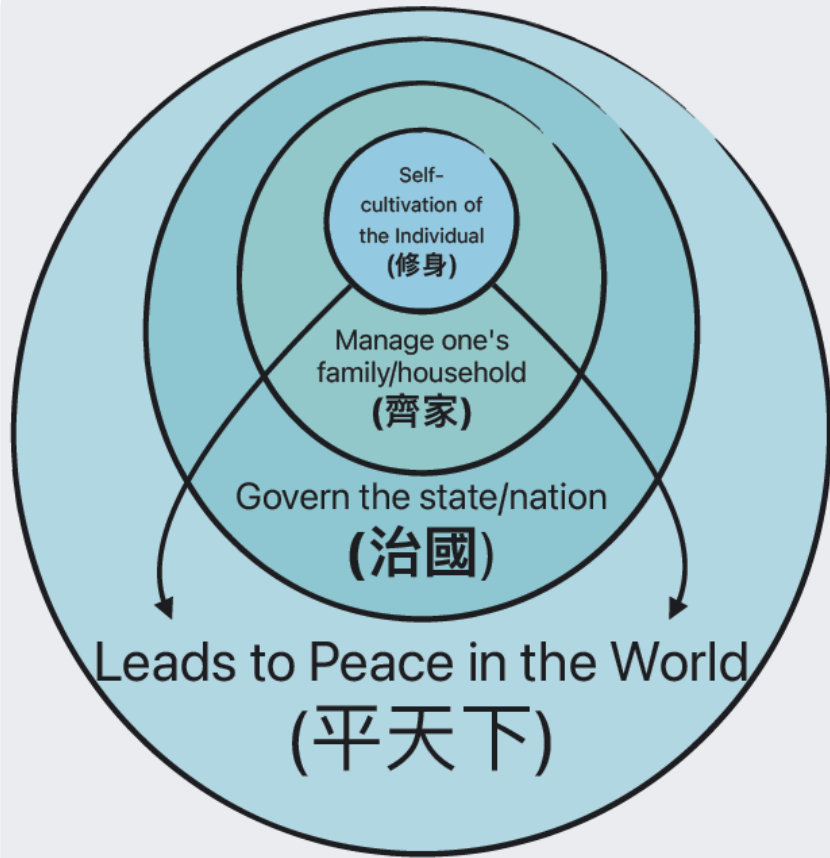 Self-
cultivation of
the Individual
(修身)
Manage one's
family/household
(齊家)
Govern the state/nation
(治國)
Leads to Peace in the World
(平天下)